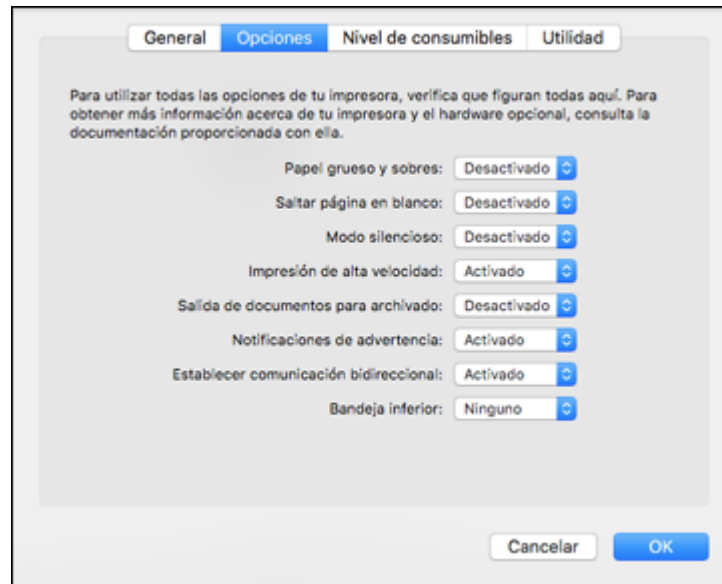 General Opciones Nivel de consumibles Utilidad
Para utilizar todas las opciones de tu impresora, verifica que figuran todas aquí. Para
obtener más información acerca de tu impresora y el hardware opcional, consulta la
documentación proporcionada con ella.
Papel grueso y sobres: Desactivado
Saltar página en blanco: Desactivado
Modo silencioso: Desactivado
Impresión de alta velocidad: Activado
Salida de documentos para archivado: Desactivado
Notificaciones de advertencia: Activado
Establecer comunicación bidireccional: Activado
Bandeja inferior: Ninguno
Cancelar OK